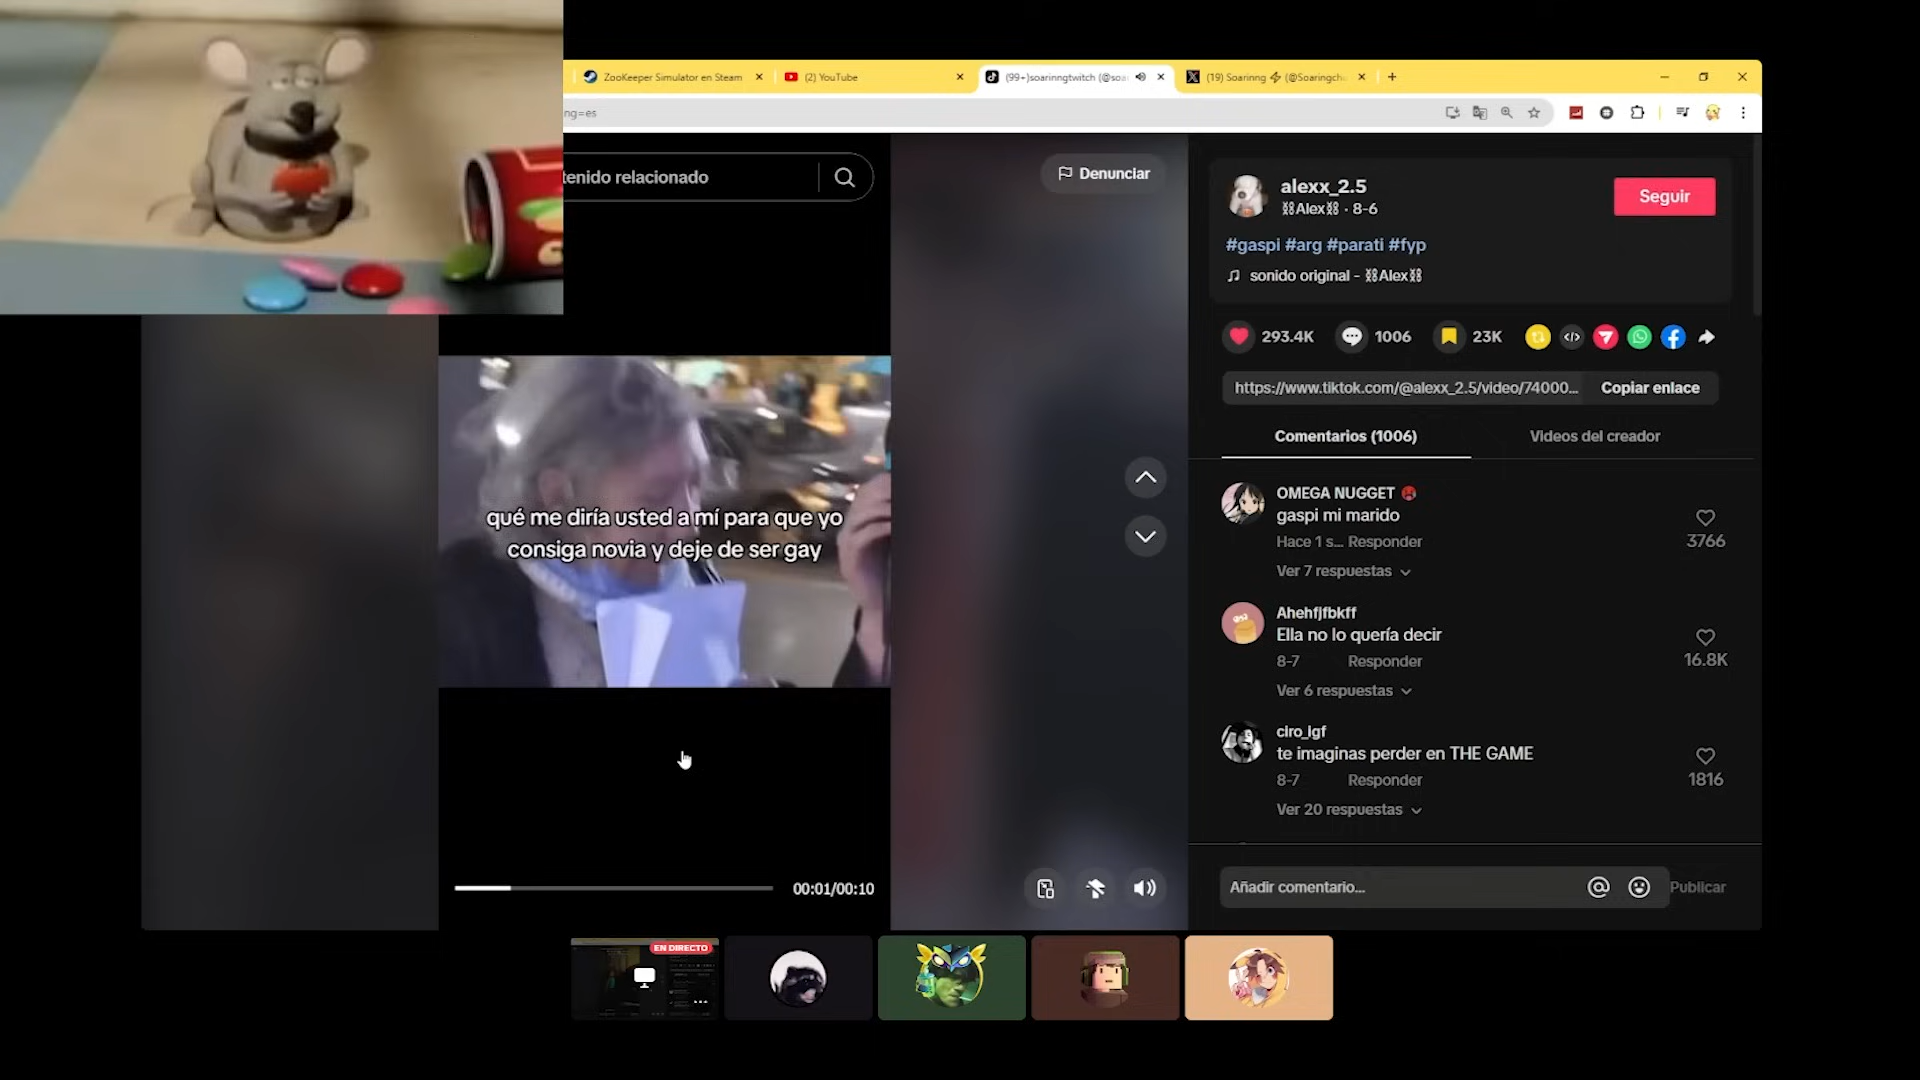 ZooKeeper Simulator en Steam
(2) YouTube
(99+)soarinngtwitch (@soa
(19) Soarinng ⚡ (@Soaringch
ng=es
tenido relacionado
Denunciar
alexx_2.5
⛓Alex⛓ · 8-6
Seguir
#gaspi #arg #parati #fyp
sonido original - ⛓Alex⛓
293.4K
1006
23K
https://www.tiktok.com/@alexx_2.5/video/74000...
Copiar enlace
Comentarios (1006)
Videos del creador
qué me diría usted a mí para que yo
consiga novia y deje de ser gay
OMEGA NUGGET
gaspi mi marido
Hace 1 s... Responder
3766
Ver 7 respuestas
Ahehfjfbkff
Ella no lo quería decir
8-7 Responder
16.8K
Ver 6 respuestas
ciro_lgf
te imaginas perder en THE GAME
8-7 Responder
1816
Ver 20 respuestas
00:01/00:10
Añadir comentario...
Publicar
EN DIRECTO